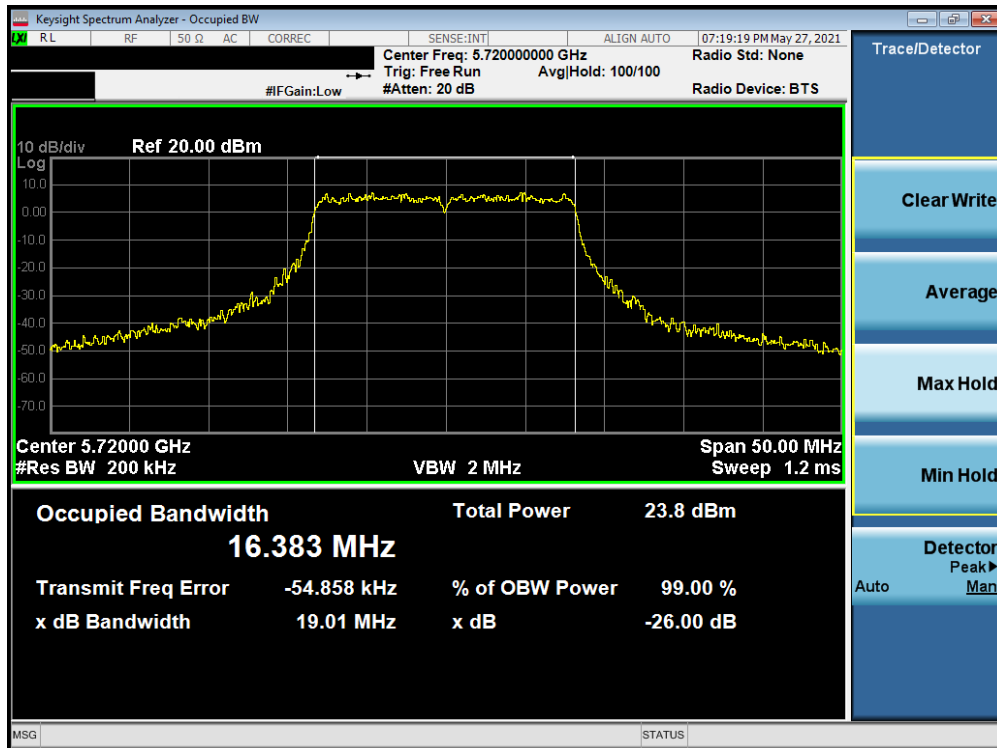 Keysight Spectrum Analyzer - Occupied BW
LXI RL RF 50 Ω AC CORREC SENSE:INT ALIGN AUTO 07:19:19 PM May 27, 2021
Center Freq: 5.720000000 GHz Radio Std: None
Trig: Free Run Avg|Hold: 100/100
#IFGain:Low #Atten: 20 dB Radio Device: BTS
Trace/Detector
10 dB/div Ref 20.00 dBm
Log
10.0
0.00
-10.0
-20.0
-30.0
-40.0
-50.0
-60.0
-70.0
Center 5.72000 GHz Span 50.00 MHz
#Res BW 200 kHz VBW 2 MHz Sweep 1.2 ms
Clear Write
Average
Max Hold
Min Hold
Detector
Peak▶
Auto Man
Occupied Bandwidth Total Power 23.8 dBm
16.383 MHz
Transmit Freq Error -54.858 kHz % of OBW Power 99.00 %
x dB Bandwidth 19.01 MHz x dB -26.00 dB
MSG STATUS